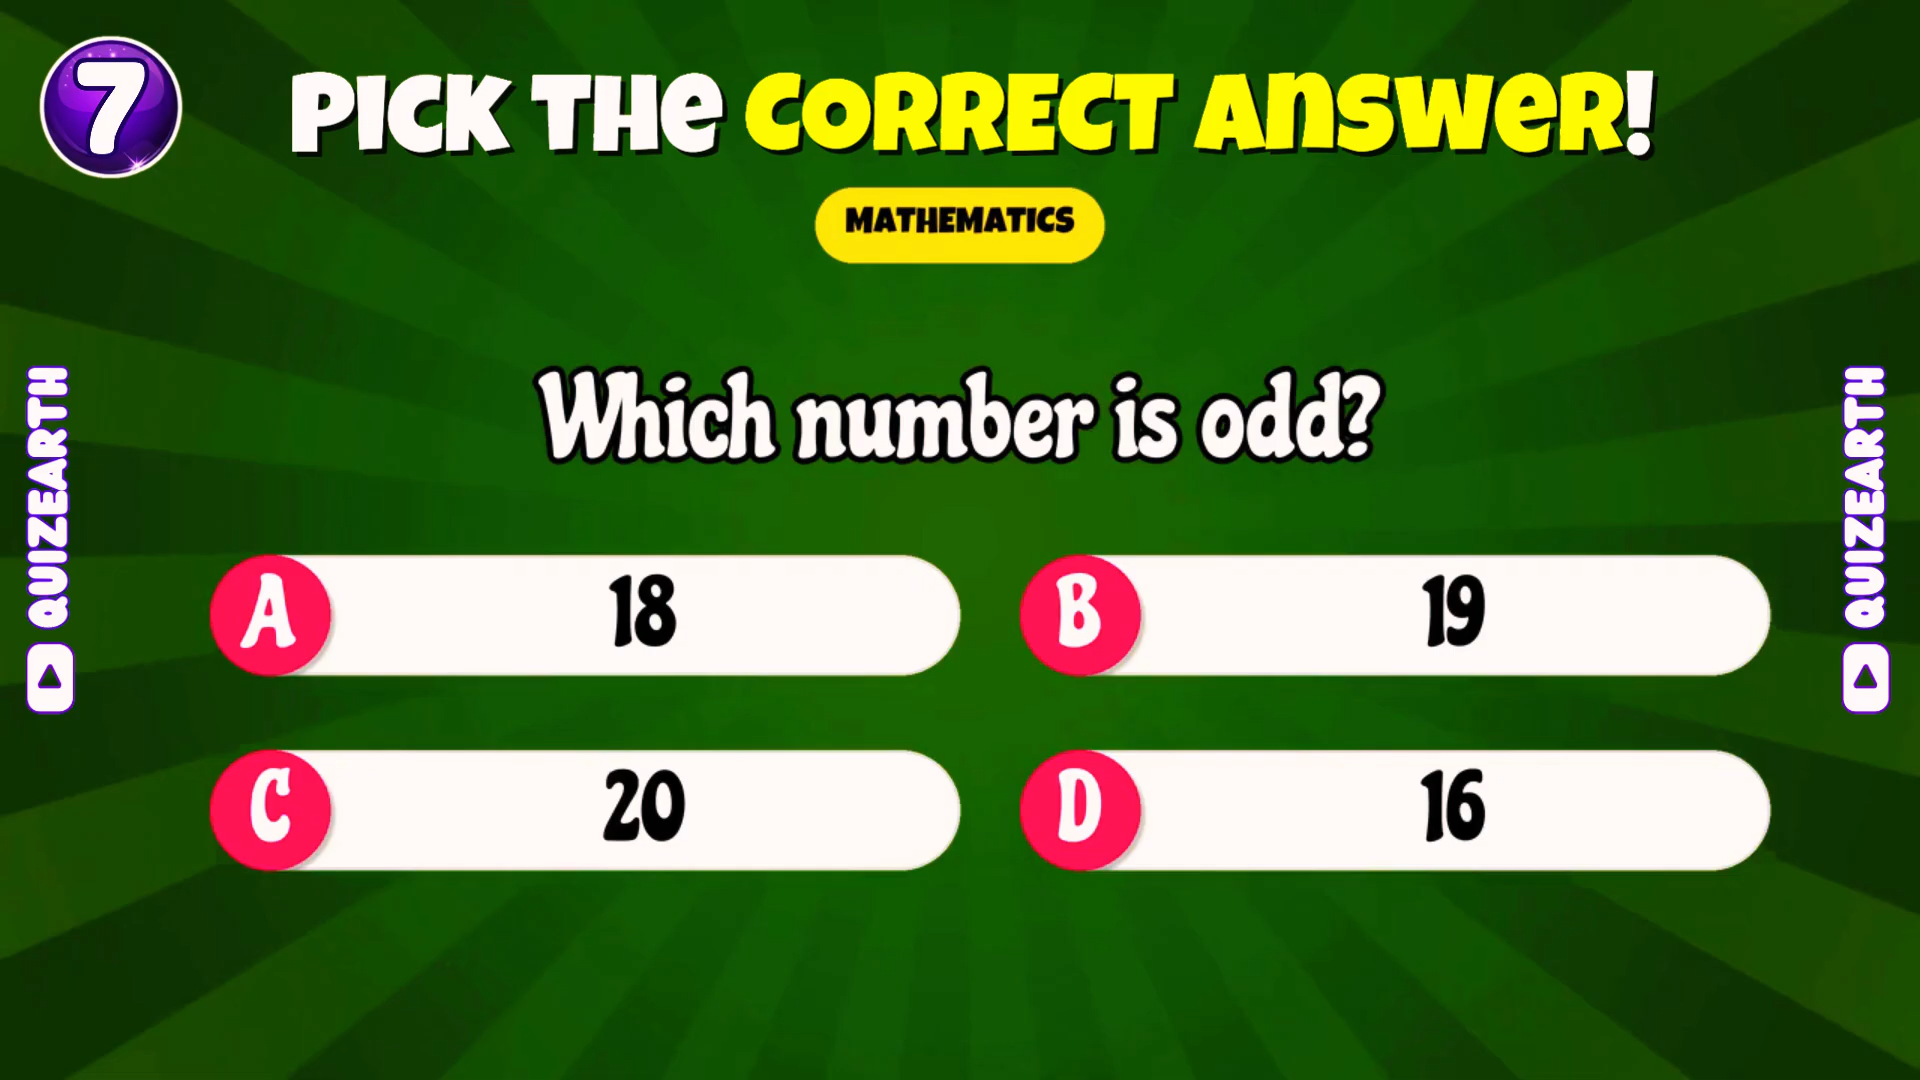 7
PICK THE CORRECT ANSWER!
MATHEMATICS
Which number is odd?
A 18
B 19
C 20
D 16
QUIZEARTH
QUIZEARTH